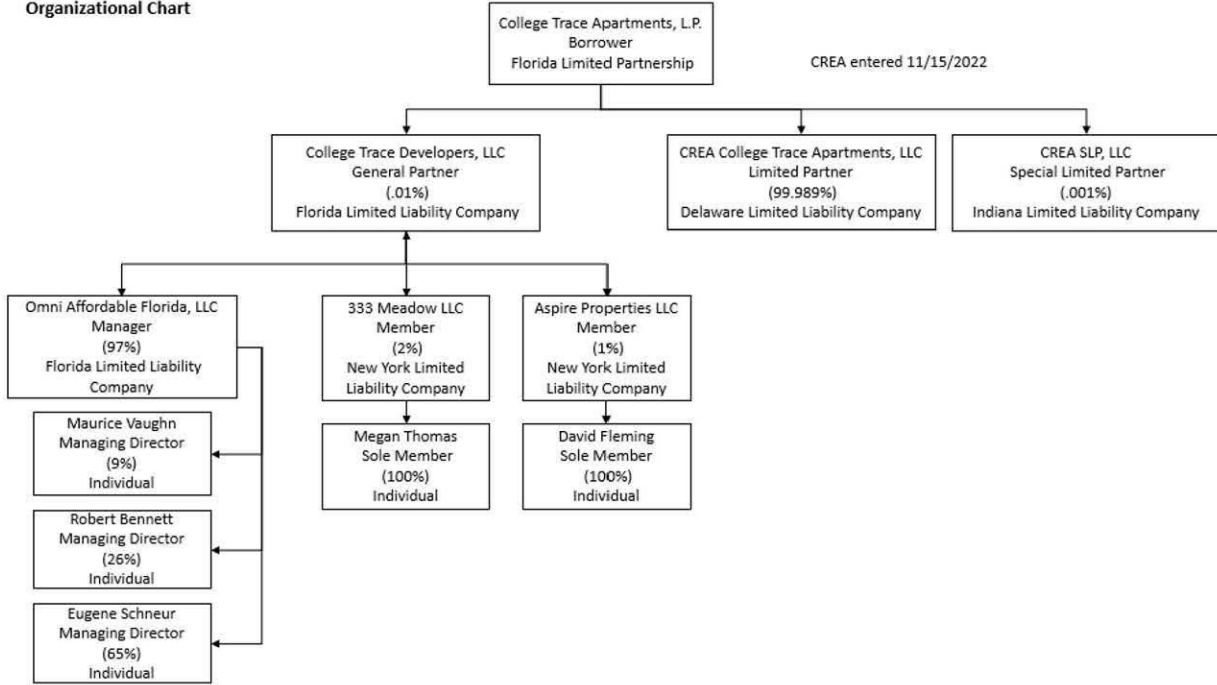 Organizational Chart
College Trace Apartments, L.P.
Borrower
Florida Limited Partnership
CREA entered 11/15/2022
College Trace Developers, LLC
General Partner
(.01%)
Florida Limited Liability Company
CREA College Trace Apartments, LLC
Limited Partner
(99.989%)
Delaware Limited Liability Company
CREA SLP, LLC
Special Limited Partner
(.001%)
Indiana Limited Liability Company
Omni Affordable Florida, LLC
Manager
(97%)
Florida Limited Liability
Company
333 Meadow LLC
Member
(2%)
New York Limited
Liability Company
Aspire Properties LLC
Member
(1%)
New York Limited
Liability Company
Maurice Vaughn
Managing Director
(9%)
Individual
Megan Thomas
Sole Member
(100%)
Individual
David Fleming
Sole Member
(100%)
Individual
Robert Bennett
Managing Director
(26%)
Individual
Eugene Schneur
Managing Director
(65%)
Individual